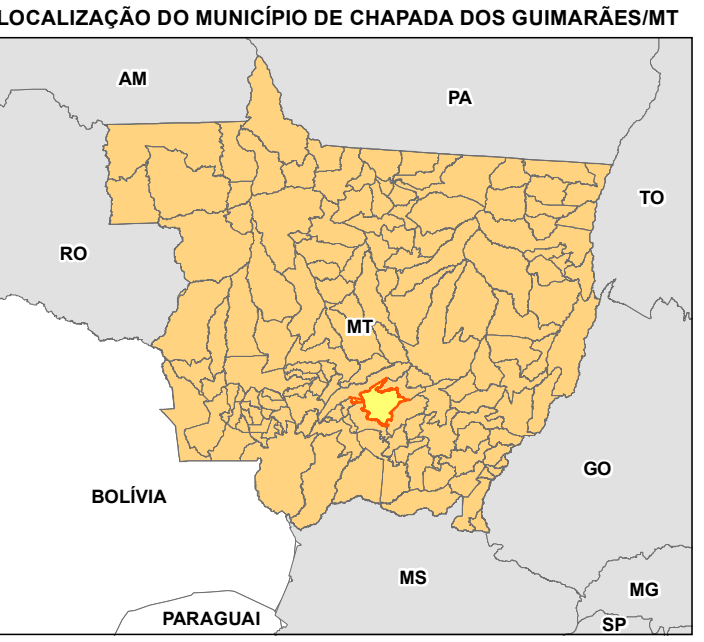 LOCALIZAÇÃO DO MUNICÍPIO DE CHAPADA DOS GUIMARÃES/MT
AM
PA
TO
RO
MT
GO
BOLÍVIA
MS
MG
PARAGUAI
SP